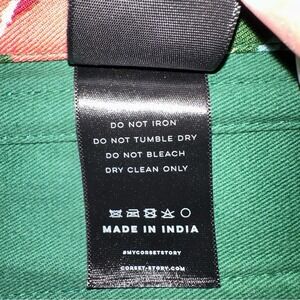 DO NOT IRON
DO NOT TUMBLE DRY
DO NOT BLEACH
DRY CLEAN ONLY
MADE IN INDIA
#MYCORSETSTORY
CORSET-STORY.COM